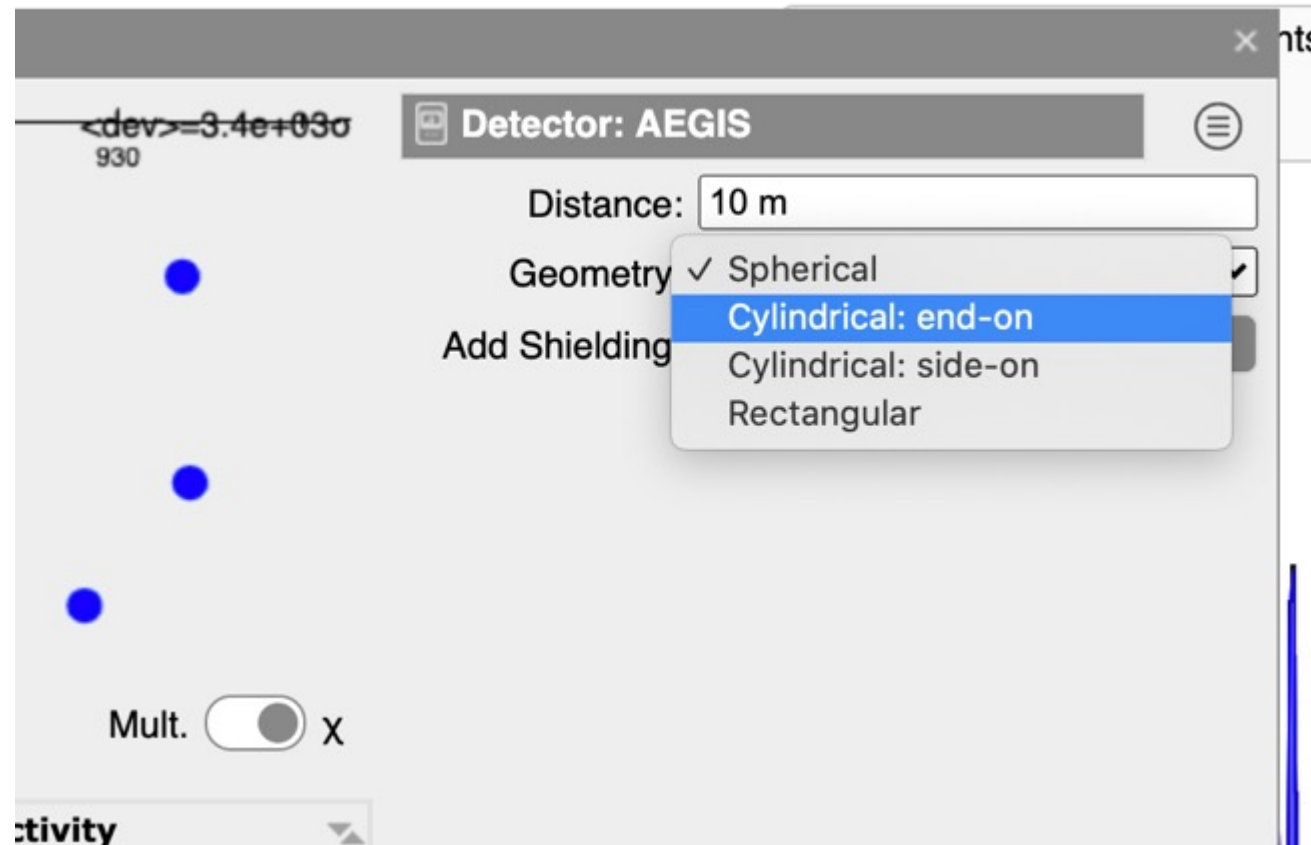 nts
<dev>=3.4e+03σ
930
Detector: AEGIS
Distance: 10 m
Geometry ✓ Spherical
Cylindrical: end-on
Add Shielding
Cylindrical: side-on
Rectangular
Mult. χ
ctivity